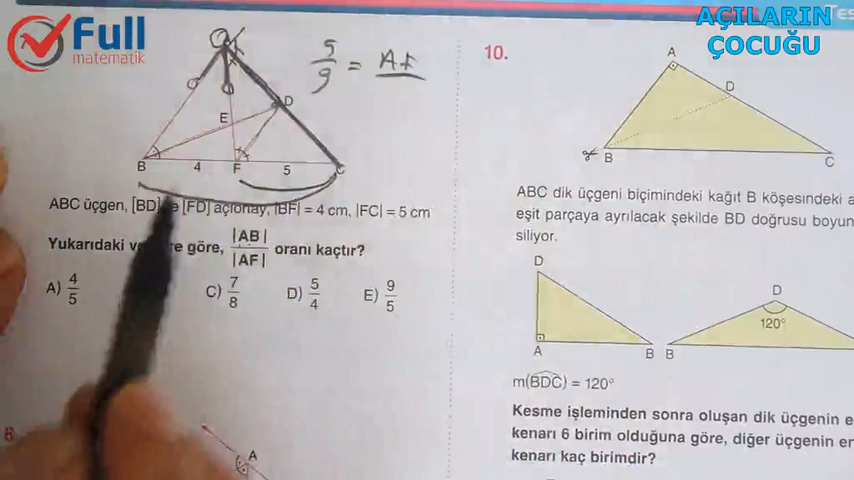 Full
matematik
AÇILARIN
ÇOCUĞU
TES
5/9 = AF
D
E
B 4 F 5 C
ABC üçgen, [BD] [FD] açıortay, |BF| = 4 cm, |FC| = 5 cm
Yukarıdaki göre, |AB| / |AF| oranı kaçtır?
A) 4/5 C) 7/8 D) 5/4 E) 9/5
A
10.
A
D
B
C
ABC dik üçgeni biçimindeki kağıt B köşesindeki a
eşit parçaya ayrılacak şekilde BD doğrusu boyun
siliyor.
D
A B
D
120°
B
m(BDC) = 120°
Kesme işleminden sonra oluşan dik üçgenin e
kenarı 6 birim olduğuna göre, diğer üçgenin en
kenarı kaç birimdir?